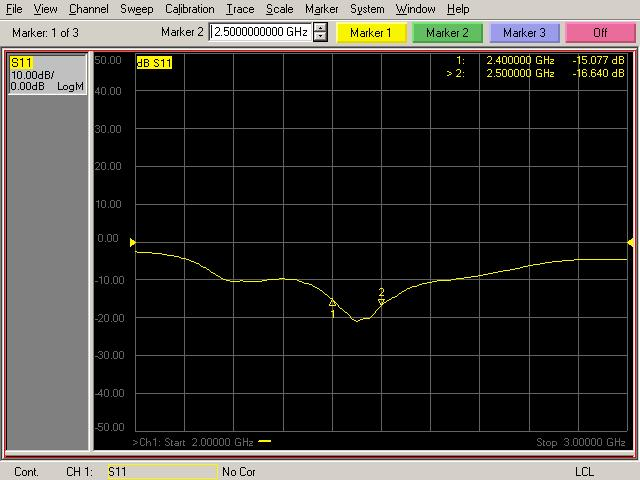 File View Channel Sweep Calibration Trace Scale Marker System Window Help
Marker: 1 of 3 Marker 2 2.5000000000 GHz Marker 1 Marker 2 Marker 3 Off
S11
10.00dB/
0.00dB LogM
dB S11
1: 2.400000 GHz -15.077 dB
> 2: 2.500000 GHz -16.640 dB
50.00
40.00
30.00
20.00
10.00
0.00
-10.00
-20.00
-30.00
-40.00
-50.00
2
1
>Ch1: Start 2.00000 GHz Stop 3.00000 GHz
Cont. CH 1: S11 No Cor LCL